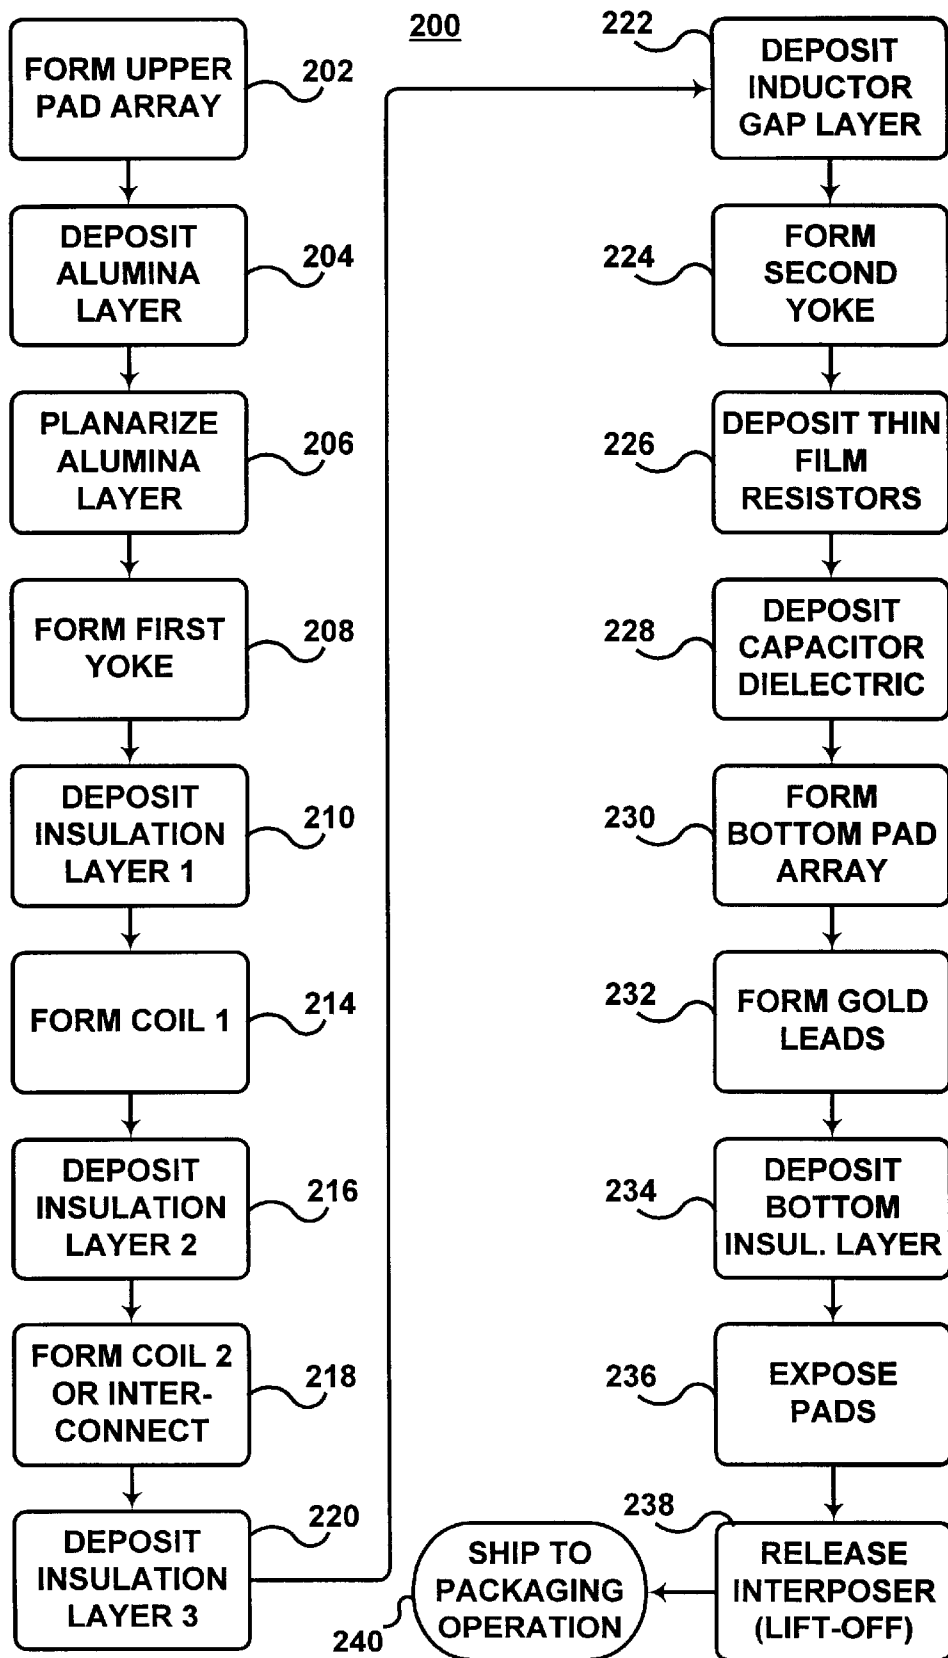 200
FORM UPPER
PAD ARRAY
202
DEPOSIT
ALUMINA
LAYER
204
PLANARIZE
ALUMINA
LAYER
206
FORM FIRST
YOKE
208
DEPOSIT
INSULATION
LAYER 1
210
FORM COIL 1
214
DEPOSIT
INSULATION
LAYER 2
216
FORM COIL 2
OR INTER-
CONNECT
218
DEPOSIT
INSULATION
LAYER 3
220
222
DEPOSIT
INDUCTOR
GAP LAYER
224
FORM
SECOND
YOKE
226
DEPOSIT THIN
FILM
RESISTORS
228
DEPOSIT
CAPACITOR
DIELECTRIC
230
FORM
BOTTOM PAD
ARRAY
232
FORM GOLD
LEADS
234
DEPOSIT
BOTTOM
INSUL. LAYER
236
EXPOSE
PADS
238
RELEASE
INTERPOSER
(LIFT-OFF)
SHIP TO
PACKAGING
OPERATION
240